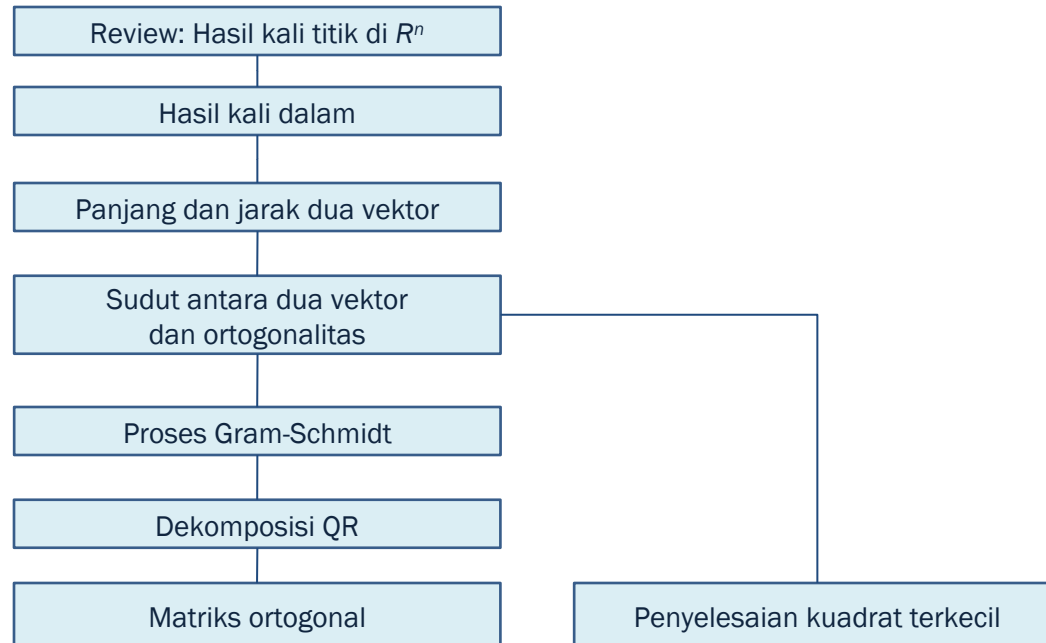 Review: Hasil kali titik di Rⁿ
Hasil kali dalam
Panjang dan jarak dua vektor
Sudut antara dua vektor
dan ortogonalitas
Proses Gram-Schmidt
Dekomposisi QR
Matriks ortogonal
Penyelesaian kuadrat terkecil